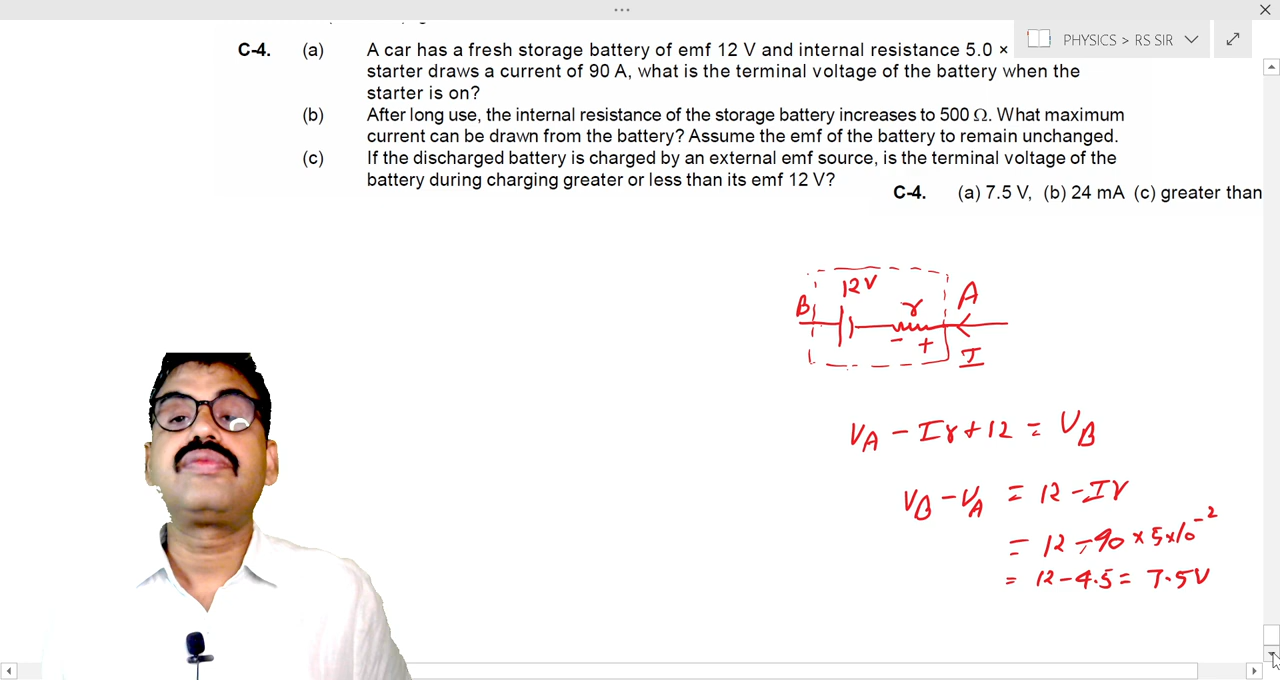 PHYSICS > RS SIR
C-4. (a) A car has a fresh storage battery of emf 12 V and internal resistance 5.0 ×
starter draws a current of 90 A, what is the terminal voltage of the battery when the
starter is on?
(b) After long use, the internal resistance of the storage battery increases to 500 Ω. What maximum
current can be drawn from the battery? Assume the emf of the battery to remain unchanged.
(c) If the discharged battery is charged by an external emf source, is the terminal voltage of the
battery during charging greater or less than its emf 12 V?
C-4. (a) 7.5 V, (b) 24 mA (c) greater than
12V
B r A
- + I
V_A - Ir + 12 = V_B
V_B - V_A = 12 - Ir
= 12 - 90 × 5 × 10⁻²
= 12 - 4.5 = 7.5V